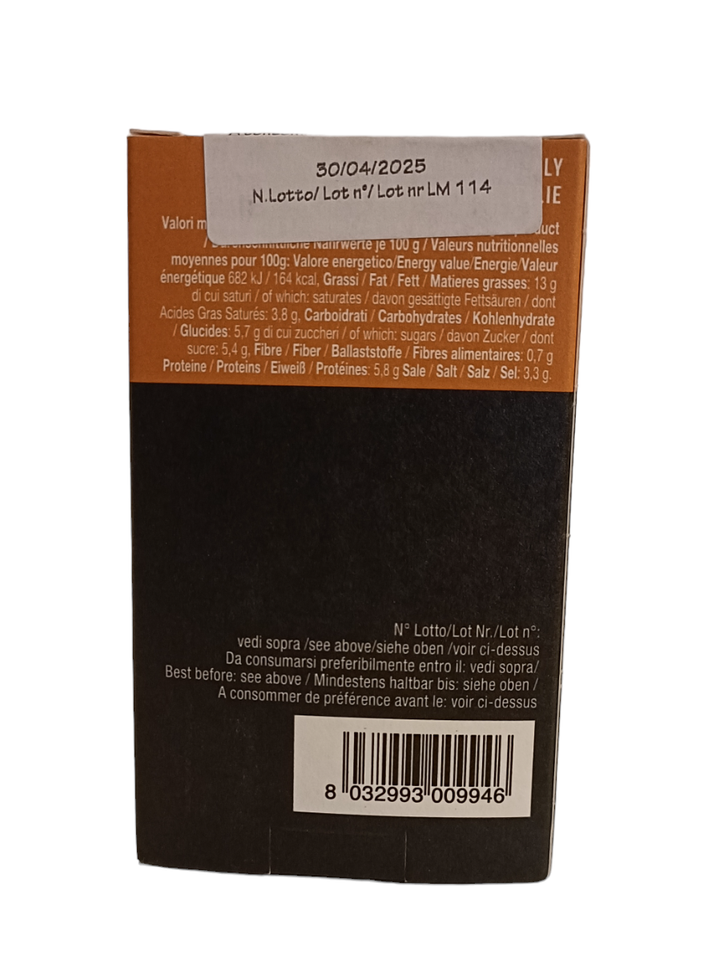 30/04/2025
N.Lotto/ Lot n°/ Lot nr LM 114
LY
LIE
Valori m
product
/ Durchschnittliche Nährwerte je 100 g / Valeurs nutritionnelles
moyennes pour 100g: Valore energetico/Energy value/Energie/Valeur
énergétique 682 kJ / 164 kcal, Grassi / Fat / Fett / Matieres grasses: 13 g
di cui saturi / of which: saturates / davon gesättigte Fettsäuren / dont
Acides Gras Saturés: 3,8 g, Carboidrati / Carbohydrates / Kohlenhydrate
/ Glucides: 5,7 g di cui zuccheri / of which: sugars / davon Zucker / dont
sucre: 5,4 g, Fibre / Fiber / Ballaststoffe / Fibres alimentaires: 0,7 g
Proteine / Proteins / Eiweiß / Protéines: 5,8 g Sale / Salt / Salz / Sel: 3,3 g.
N° Lotto/Lot Nr./Lot n°:
vedi sopra /see above/siehe oben /voir ci-dessus
Da consumarsi preferibilmente entro il: vedi sopra/
Best before: see above / Mindestens haltbar bis: siehe oben /
A consommer de préférence avant le: voir ci-dessus
8 032993 009946